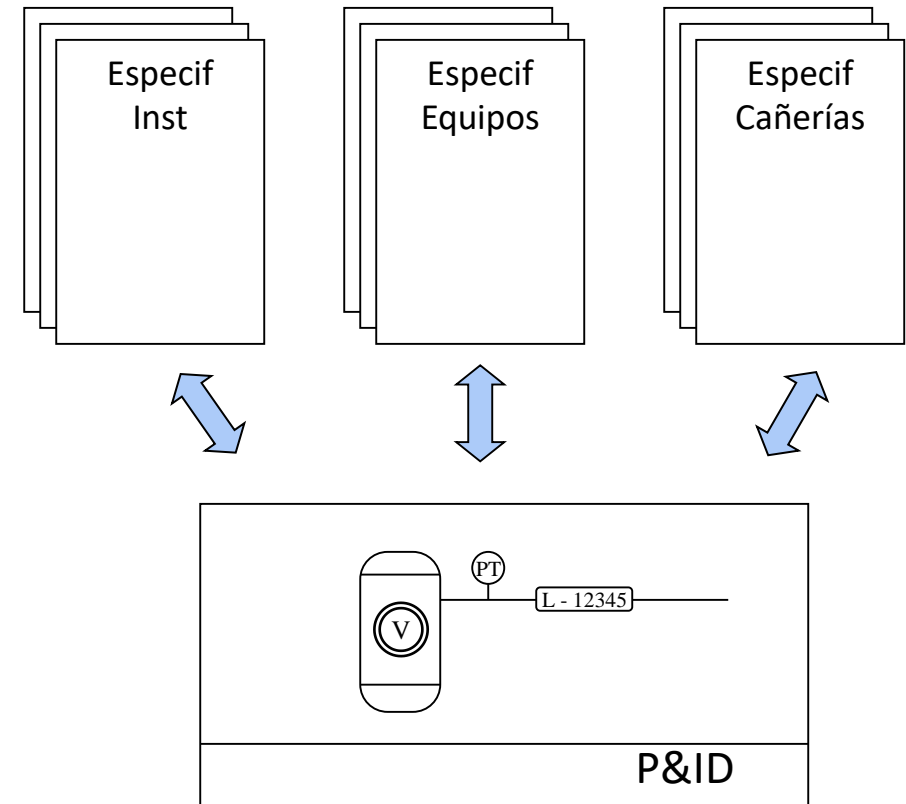 Especif
Inst
Especif
Equipos
Especif
Cañerías
PT
L - 12345
V
P&ID